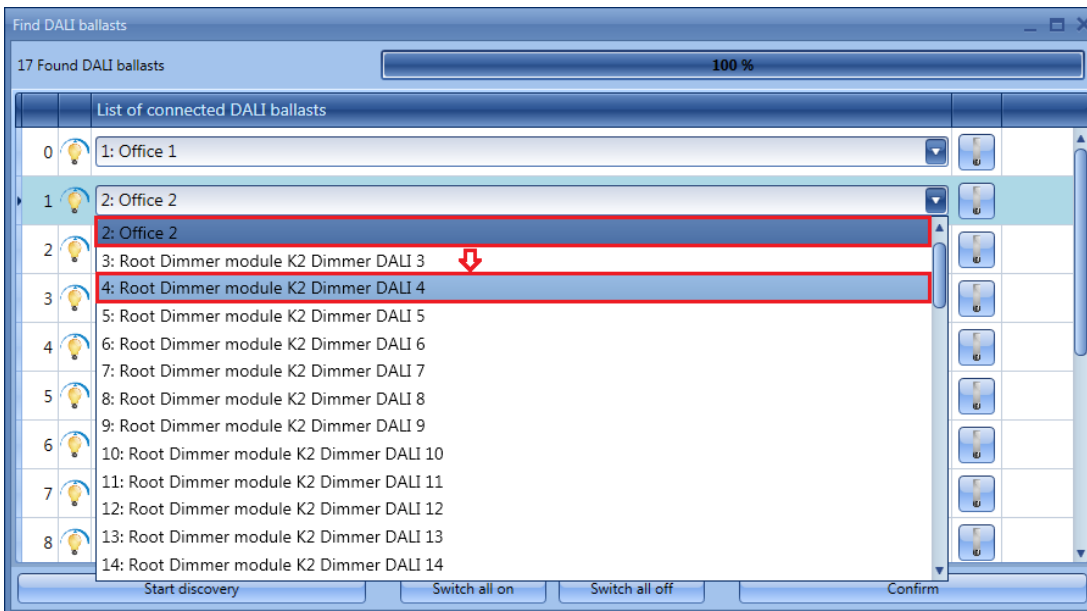 Find DALI ballasts
17 Found DALI ballasts
100 %
List of connected DALI ballasts
0 1: Office 1
1 2: Office 2
2: Office 2
2
3: Root Dimmer module K2 Dimmer DALI 3
3 4: Root Dimmer module K2 Dimmer DALI 4
5: Root Dimmer module K2 Dimmer DALI 5
4 6: Root Dimmer module K2 Dimmer DALI 6
7: Root Dimmer module K2 Dimmer DALI 7
5 8: Root Dimmer module K2 Dimmer DALI 8
9: Root Dimmer module K2 Dimmer DALI 9
6 10: Root Dimmer module K2 Dimmer DALI 10
11: Root Dimmer module K2 Dimmer DALI 11
7 12: Root Dimmer module K2 Dimmer DALI 12
13: Root Dimmer module K2 Dimmer DALI 13
8 14: Root Dimmer module K2 Dimmer DALI 14
Start discovery Switch all on Switch all off Confirm